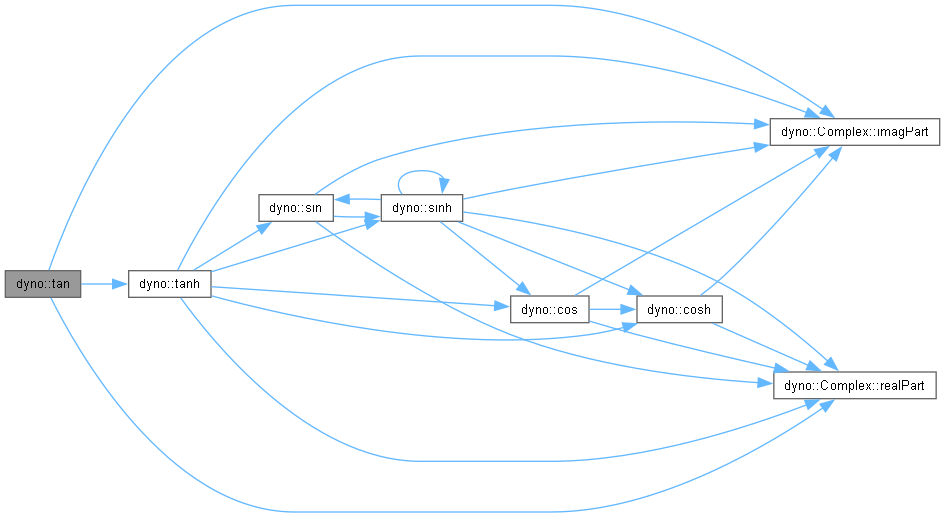 dyno::Complex::imagPart
dyno::sin
dyno::sinh
dyno::tan
dyno::tanh
dyno::cos
dyno::cosh
dyno::Complex::realPart